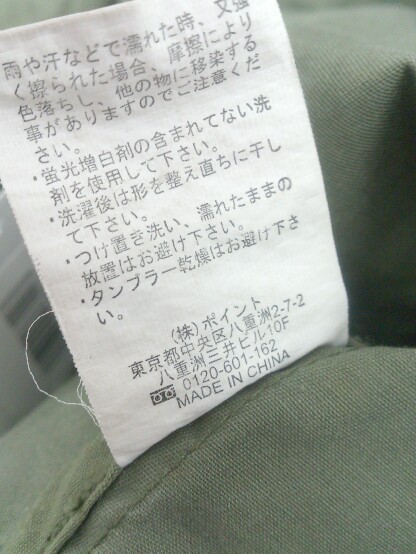 雨や汗などで濡れた時、又強
く擦られた場合、摩擦により
色落ちし、他の物に移染する
事がありますのでご注意くだ
さい。
・蛍光増白剤の含まれてない洗
剤を使用して下さい。
・洗濯後は形を整え直ちに干し
て下さい。
・つけ置き洗い、濡れたままの
放置はお避け下さい。
・タンブラー乾燥はお避け下さ
い。
(株)ポイント
東京都中央区八重洲2-7-2
八重洲三井ビル10F
0120-601-162
MADE IN CHINA